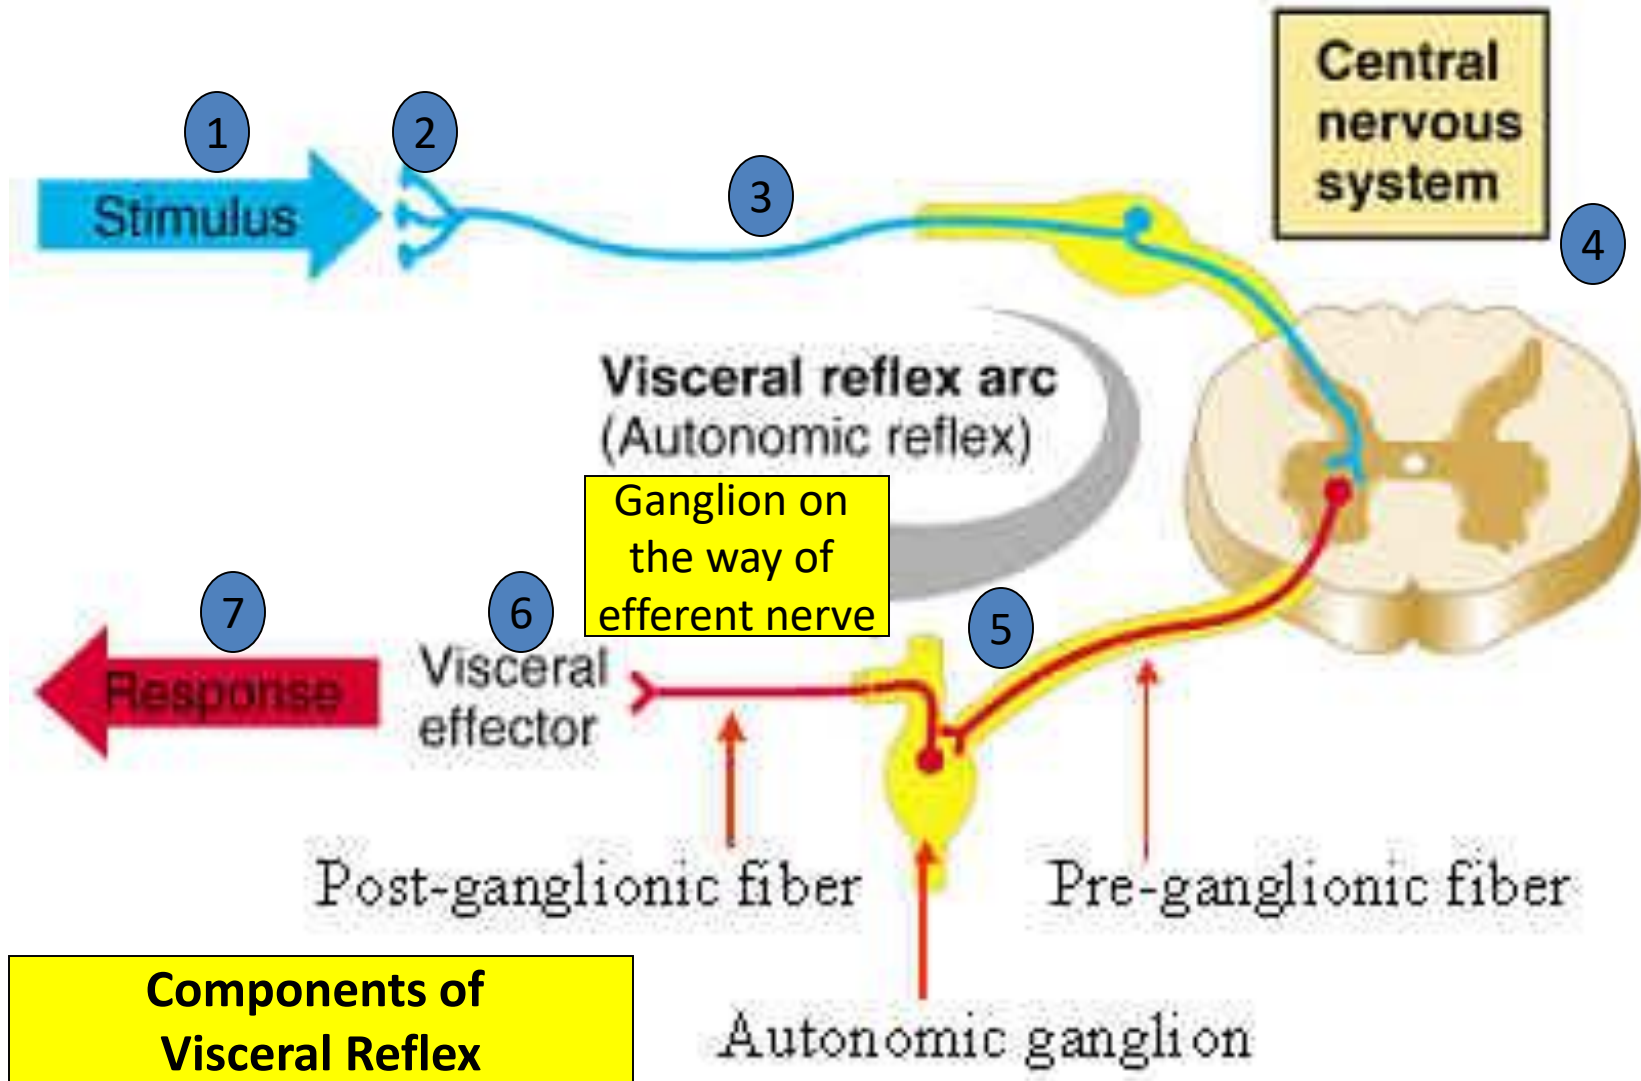 1
2
3
Stimulus
Central
nervous
system
4
Visceral reflex arc
(Autonomic reflex)
Ganglion on
the way of
efferent nerve
5
6
7
Response
Visceral
effector
Post-ganglionic fiber
Pre-ganglionic fiber
Autonomic ganglion
Components of
Visceral Reflex